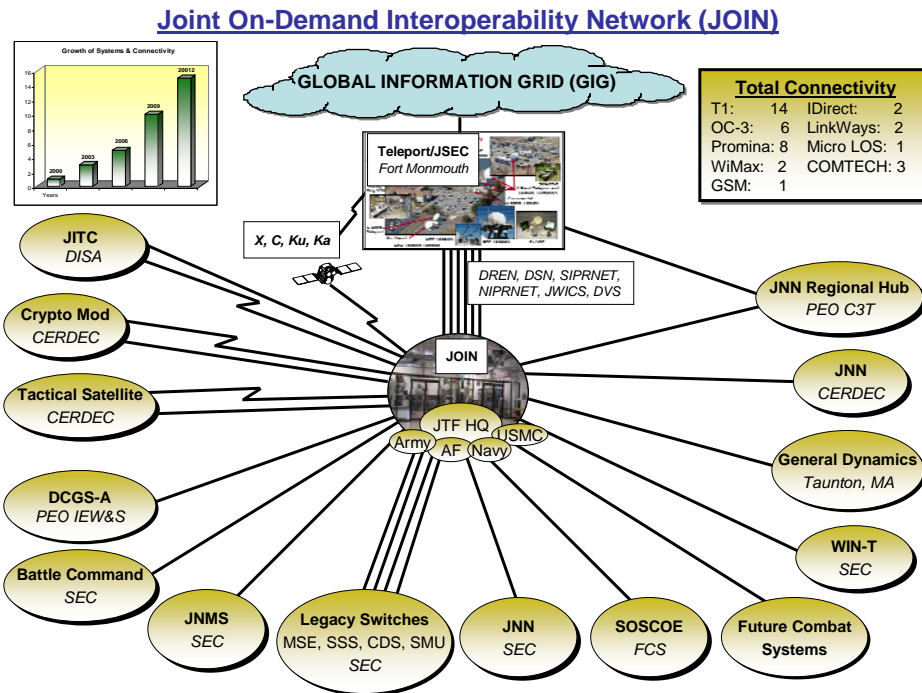 Joint On-Demand Interoperability Network (JOIN)
Growth of Systems & Connectivity
16
14
12
10
8
6
4
2
0
2000
2003
2006
2009
20012
Years
GLOBAL INFORMATION GRID (GIG)
Total Connectivity
T1: 14 IDirect: 2
OC-3: 6 LinkWays: 2
Promina: 8 Micro LOS: 1
WiMax: 2 COMTECH: 3
GSM: 1
Teleport/JSEC
Fort Monmouth
X, C, Ku, Ka
DREN, DSN, SIPRNET,
NIPRNET, JWICS, DVS
JITC
DISA
Crypto Mod
CERDEC
Tactical Satellite
CERDEC
DCGS-A
PEO IEW&S
Battle Command
SEC
JNMS
SEC
Legacy Switches
MSE, SSS, CDS, SMU
SEC
JNN
SEC
SOSCOE
FCS
Future Combat
Systems
WIN-T
SEC
General Dynamics
Taunton, MA
JNN
CERDEC
JNN Regional Hub
PEO C3T
JOIN
JTF HQ
Army
AF
Navy
USMC